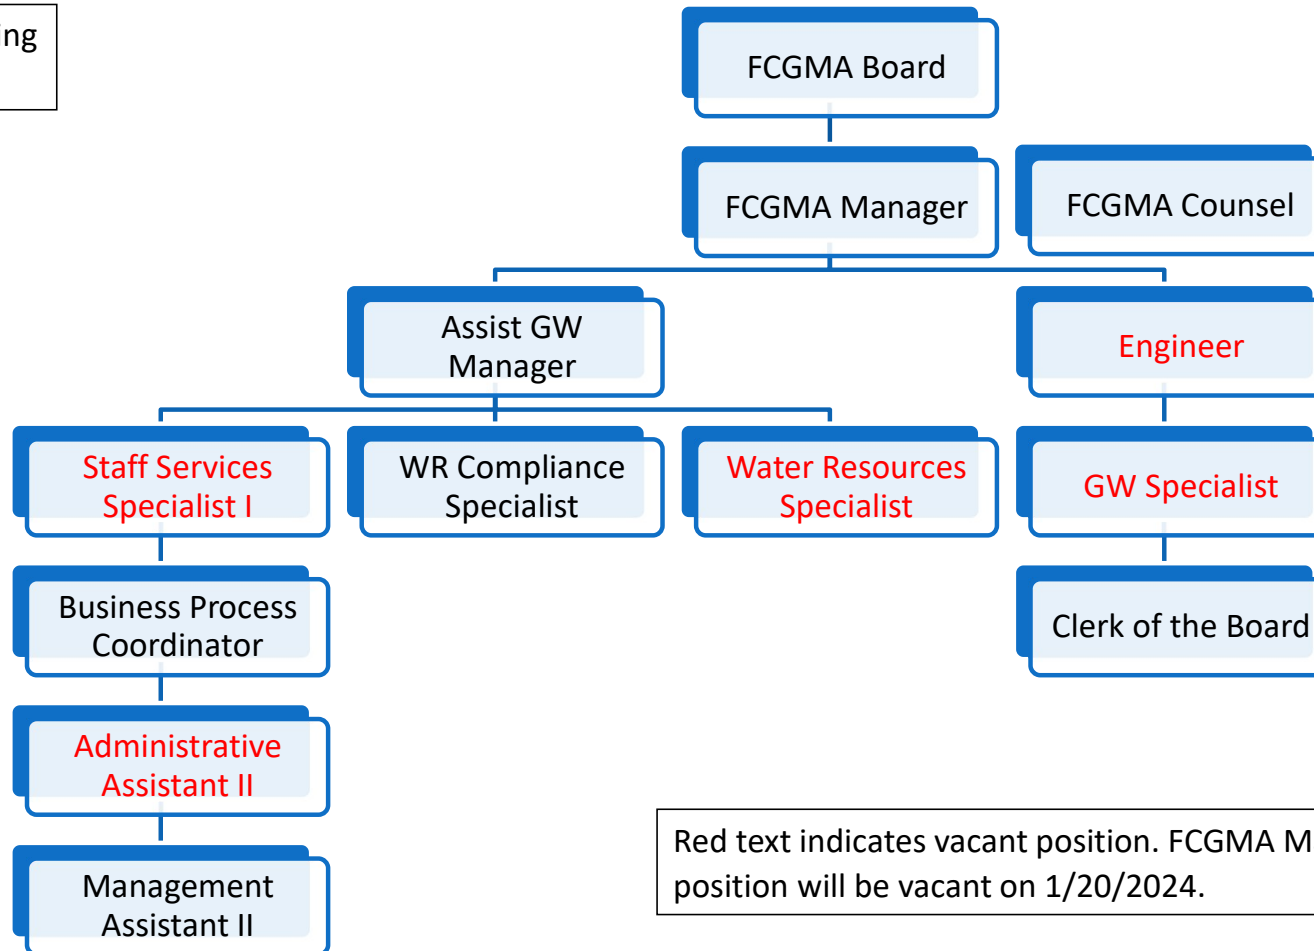 ing
FCGMA Board
FCGMA Manager
FCGMA Counsel
Assist GW
Manager
Engineer
Staff Services
Specialist I
WR Compliance
Specialist
Water Resources
Specialist
GW Specialist
Business Process
Coordinator
Clerk of the Board
Administrative
Assistant II
Management
Assistant II
Red text indicates vacant position. FCGMA M
position will be vacant on 1/20/2024.